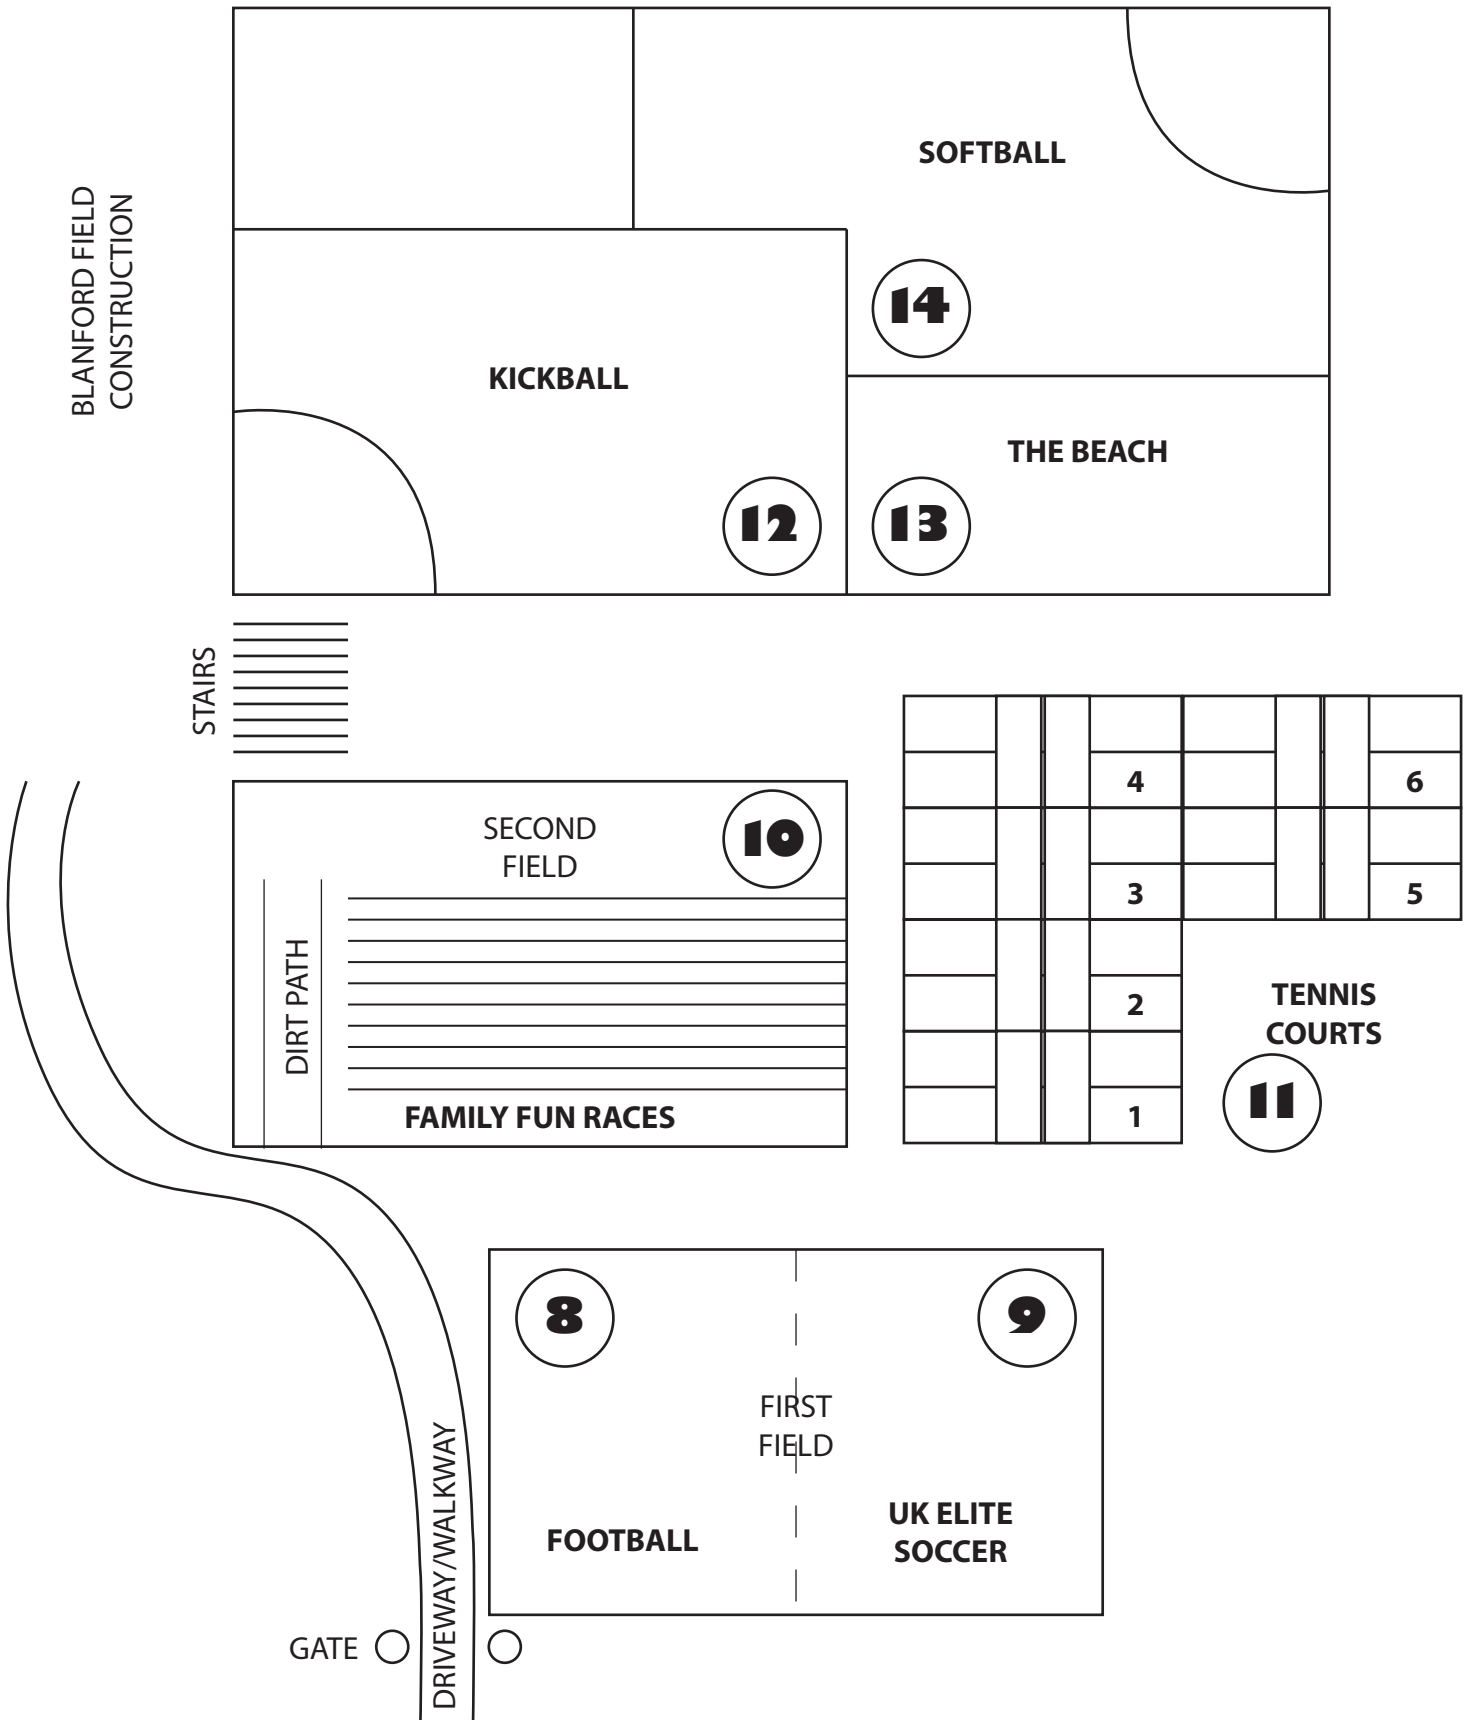 BLANFORD FIELD
CONSTRUCTION
SOFTBALL
14
KICKBALL
THE BEACH
12
13
STAIRS
4
6
3
5
2
1
TENNIS
COURTS
11
SECOND
FIELD
10
DIRT PATH
FAMILY FUN RACES
8
9
FIRST
FIELD
FOOTBALL
UK ELITE
SOCCER
DRIVEWAY/WALKWAY
GATE